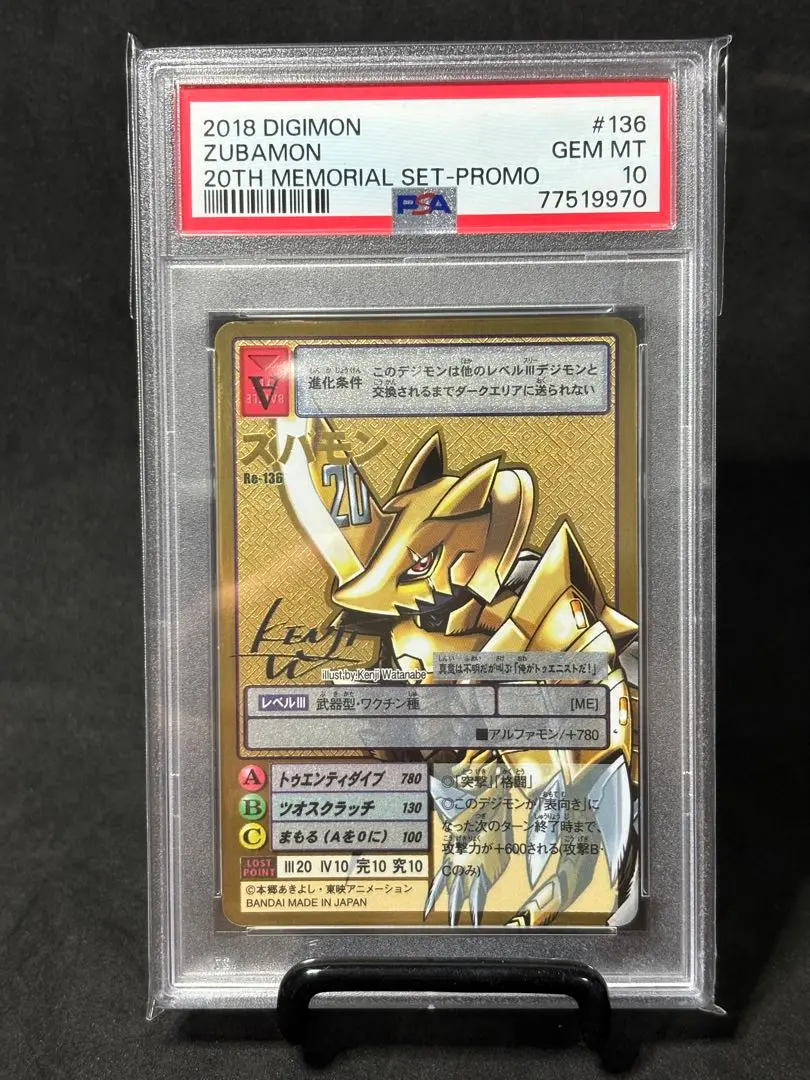 2018 DIGIMON #136
ZUBAMON GEM MT
20TH MEMORIAL SET-PROMO 10
PSA 77519970
A
進化条件 このデジモンは他のレベルⅢデジモンと
交換されるまでダークエリアに送られない
ズバモン
Re-136
20
KENJI
illust:by.Kenji Watanabe
真意は不明だが叫ぶ「俺がトゥエニストだ!」
レベルⅢ 武器型・ワクチン種 [ME]
■アルファモン/+780
A トゥエンティダイブ 780
B ツオスクラッチ 130
C まもる (Aを0に) 100
◎「突撃」「格闘」
◎このデジモンが「表向き」に
なった次のターン終了時まで、
攻撃力が+600される(攻撃B・
Cのみ)
LOST POINT Ⅲ20 Ⅳ10 完10 究10
©本郷あきよし・東映アニメーション
BANDAI MADE IN JAPAN